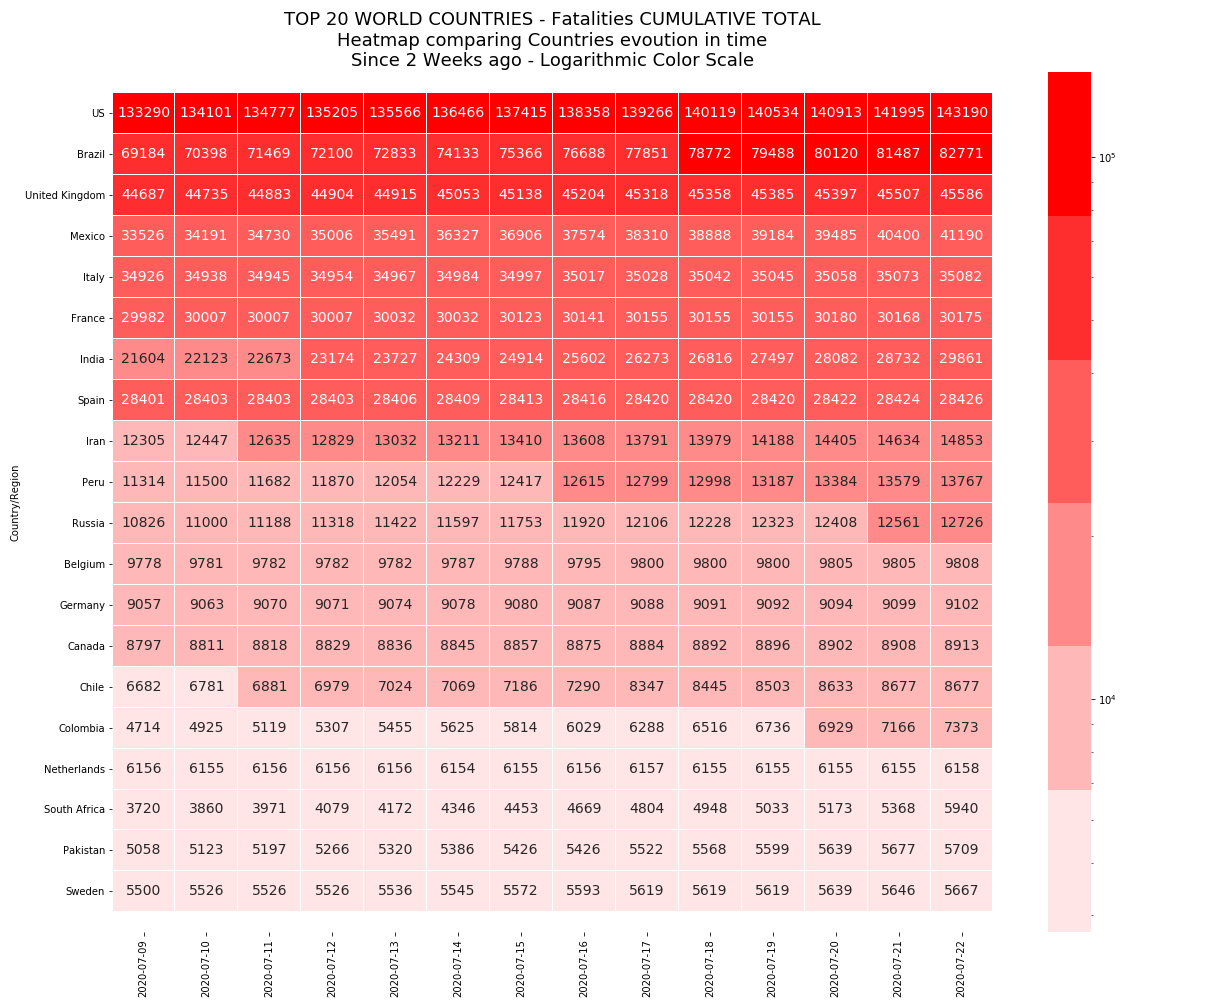 TOP 20 WORLD COUNTRIES - Fatalities CUMULATIVE TOTAL
Heatmap comparing Countries evoution in time
Since 2 Weeks ago - Logarithmic Color Scale
US 133290 134101 134777 135205 135566 136466 137415 138358 139266 140119 140534 140913 141995 143190
Brazil 69184 70398 71469 72100 72833 74133 75366 76688 77851 78772 79488 80120 81487 82771
United Kingdom 44687 44735 44883 44904 44915 45053 45138 45204 45318 45358 45385 45397 45507 45586
Mexico 33526 34191 34730 35006 35491 36327 36906 37574 38310 38888 39184 39485 40400 41190
Italy 34926 34938 34945 34954 34967 34984 34997 35017 35028 35042 35045 35058 35073 35082
France 29982 30007 30007 30007 30032 30032 30123 30141 30155 30155 30155 30180 30168 30175
India 21604 22123 22673 23174 23727 24309 24914 25602 26273 26816 27497 28082 28732 29861
Spain 28401 28403 28403 28403 28406 28409 28413 28416 28420 28420 28420 28422 28424 28426
Iran 12305 12447 12635 12829 13032 13211 13410 13608 13791 13979 14188 14405 14634 14853
Peru 11314 11500 11682 11870 12054 12229 12417 12615 12799 12998 13187 13384 13579 13767
Russia 10826 11000 11188 11318 11422 11597 11753 11920 12106 12228 12323 12408 12561 12726
Belgium 9778 9781 9782 9782 9782 9787 9788 9795 9800 9800 9800 9805 9805 9808
Germany 9057 9063 9070 9071 9074 9078 9080 9087 9088 9091 9092 9094 9099 9102
Canada 8797 8811 8818 8829 8836 8845 8857 8875 8884 8892 8896 8902 8908 8913
Chile 6682 6781 6881 6979 7024 7069 7186 7290 8347 8445 8503 8633 8677 8677
Colombia 4714 4925 5119 5307 5455 5625 5814 6029 6288 6516 6736 6929 7166 7373
Netherlands 6156 6155 6156 6156 6156 6154 6155 6156 6157 6155 6155 6155 6155 6158
South Africa 3720 3860 3971 4079 4172 4346 4453 4669 4804 4948 5033 5173 5368 5940
Pakistan 5058 5123 5197 5266 5320 5386 5426 5426 5522 5568 5599 5639 5677 5709
Sweden 5500 5526 5526 5526 5536 5545 5572 5593 5619 5619 5619 5639 5646 5667
Country/Region
2020-07-09 2020-07-10 2020-07-11 2020-07-12 2020-07-13 2020-07-14 2020-07-15 2020-07-16 2020-07-17 2020-07-18 2020-07-19 2020-07-20 2020-07-21 2020-07-22
10⁵
10⁴